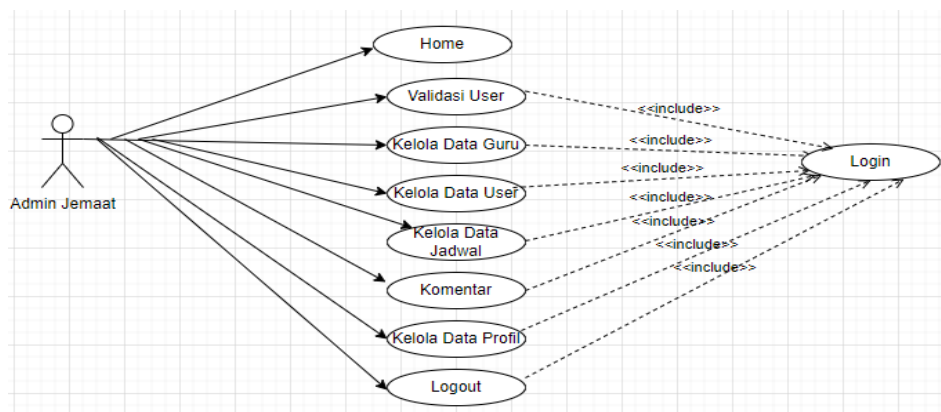 Home
Validasi User
<<include>>
Kelola Data Guru
<<include>>
Login
<<include>>
Kelola Data User
Admin Jemaat
<<include>>
Kelola Data
Jadwal
<<include>>
<<include>>
Komentar
<<include>>
Kelola Data Profil
Logout